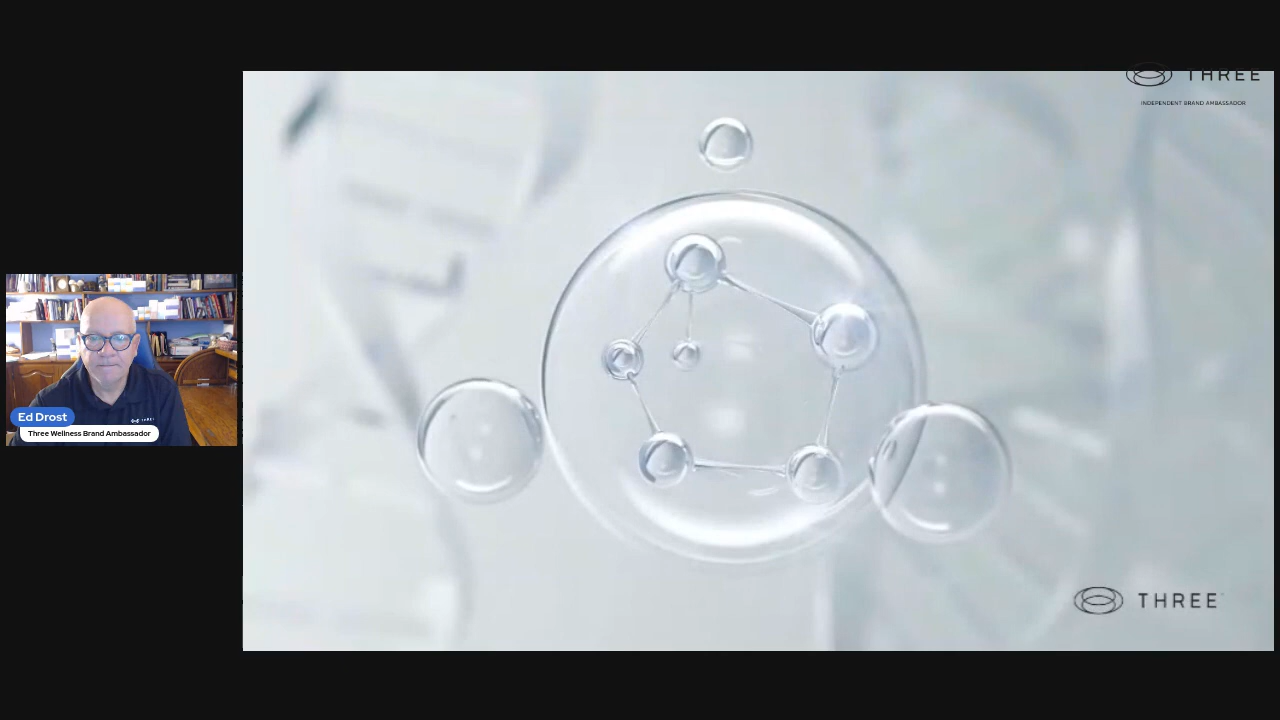 THREE
INDEPENDENT BRAND AMBASSADOR
Ed Drost
Three Wellness Brand Ambassador
THREE